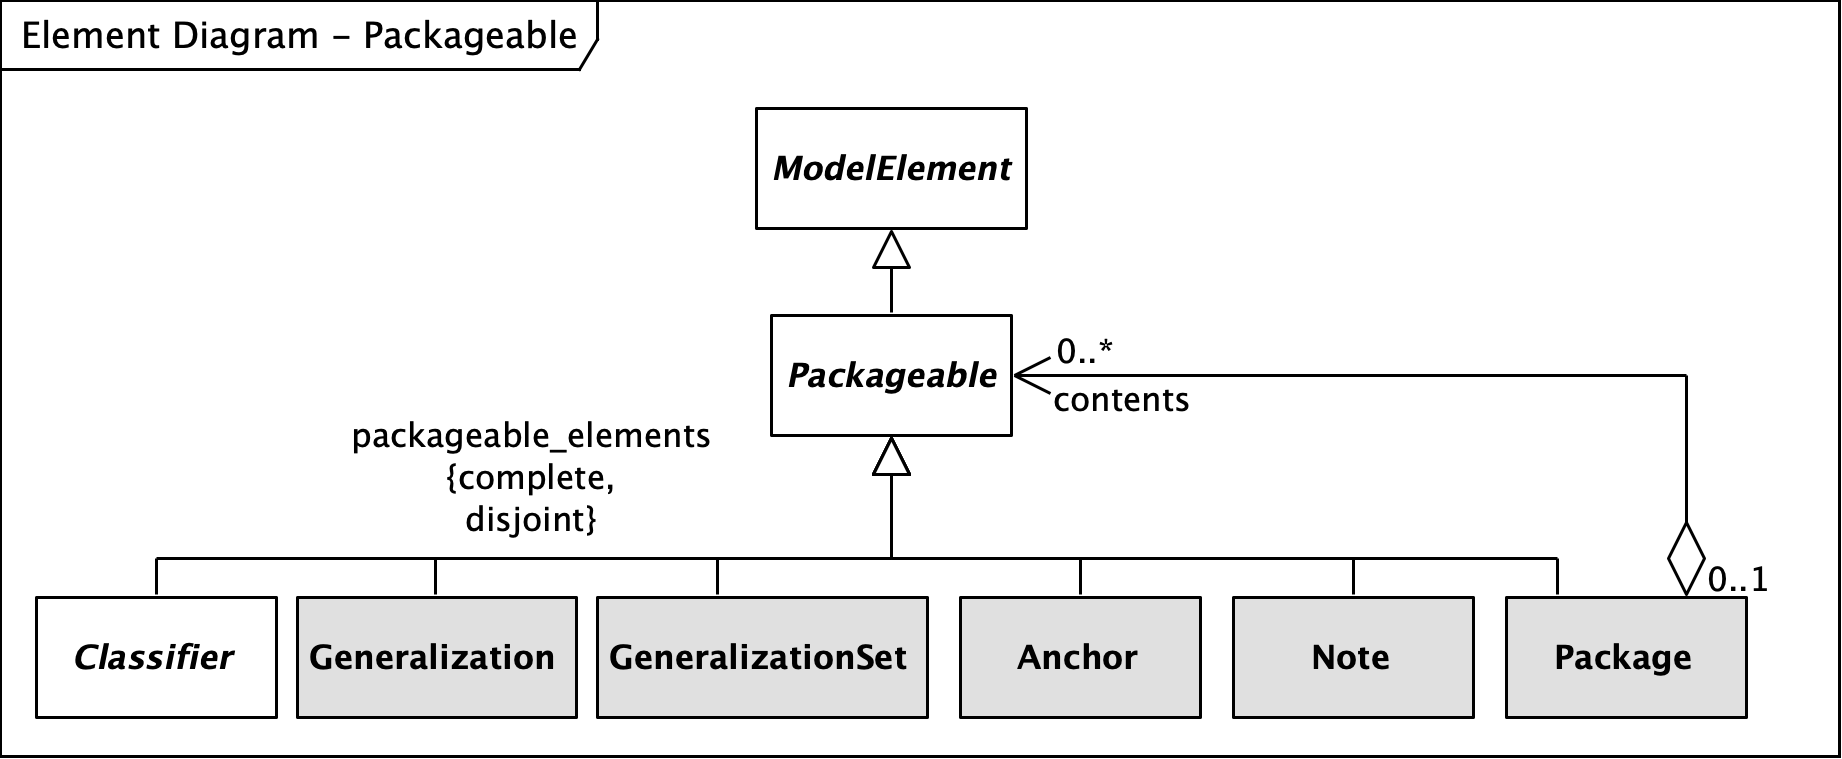 Element Diagram – Packageable
ModelElement
Packageable
0..*
contents
packageable_elements
{complete,
disjoint}
0..1
Classifier
Generalization
GeneralizationSet
Anchor
Note
Package